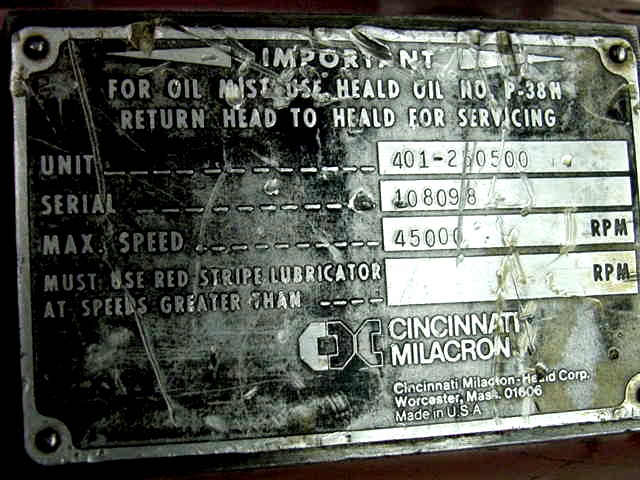 IMPORTANT
FOR OIL MIST USE HEALD OIL NO. P-38H
RETURN HEAD TO HEALD FOR SERVICING
UNIT 401-250500
SERIAL 108098
MAX. SPEED 45000 RPM
MUST USE RED STRIPE LUBRICATOR
AT SPEEDS GREATER THAN RPM
CINCINNATI
MILACRON
Cincinnati Milacron-Heald Corp.
Worcester, Mass. 01606
Made in U.S.A